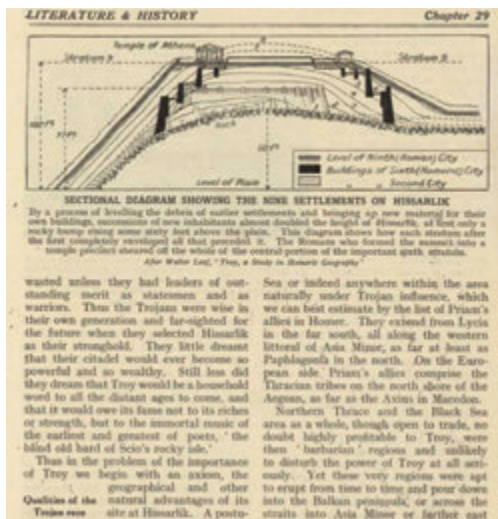 LITERATURE & HISTORY
Chapter 29
Temple of Athena
Stratum 9
Stratum 9
Rock
Level of Plain
Level of Ninth (Roman) City
Buildings of Sixth (Homeric) City
Second City
SECTIONAL DIAGRAM SHOWING THE NINE SETTLEMENTS ON HISSARLIK
By a process of levelling the debris of earlier settlements and bringing up new material for their
own buildings, successions of new inhabitants almost doubled the height of Hissarlik, at first only a
rocky hump rising some sixty feet above the plain. This diagram shows how each stratum after
the first completely enveloped all that preceded it. The Romans who formed the summit into a
temple precinct sheared off the whole of the central portion of the important sixth stratum.
After Walter Leaf, 'Troy, a Study in Homeric Geography'
wasted unless they had leaders of out-
standing merit as statesmen and as
warriors. Thus the Trojans were wise in
their own generation and far-sighted for
the future when they selected Hissarlik
as their stronghold. They little dreamt
that their citadel would ever become so
powerful and so wealthy. Still less did
they dream that Troy would be a household
word to all the distant ages to come, and
that it would owe its fame not to its riches
or strength, but to the immortal music of
the earliest and greatest of poets, 'the
blind old bard of Scio's rocky isle.'
Thus in the problem of the importance
of Troy we begin with an axiom, the
geographical and other
Qualities of the natural advantages of its
Trojan race site at Hissarlik. A postu-
Sea or indeed anywhere within the area
naturally under Trojan influence, which
we can best estimate by the list of Priam's
allies in Homer. They extend from Lycia
in the far north, all along the western
littoral of Asia Minor, as far at least as
Paphlagonia in the north. On the Euro-
pean side Priam's allies comprise the
Thracian tribes on the north shore of the
Aegean, as far as the Axius in Macedon.
Northern Thrace and the Black Sea
area as a whole, though open to trade, no
doubt highly profitable to Troy, were
then 'barbarian' regions and unlikely
to disturb the power of Troy at all seri-
ously. Yet these very regions were apt
to erupt from time to time and pour down
into the Balkan peninsula, or across the
straits into Asia Minor or farther east